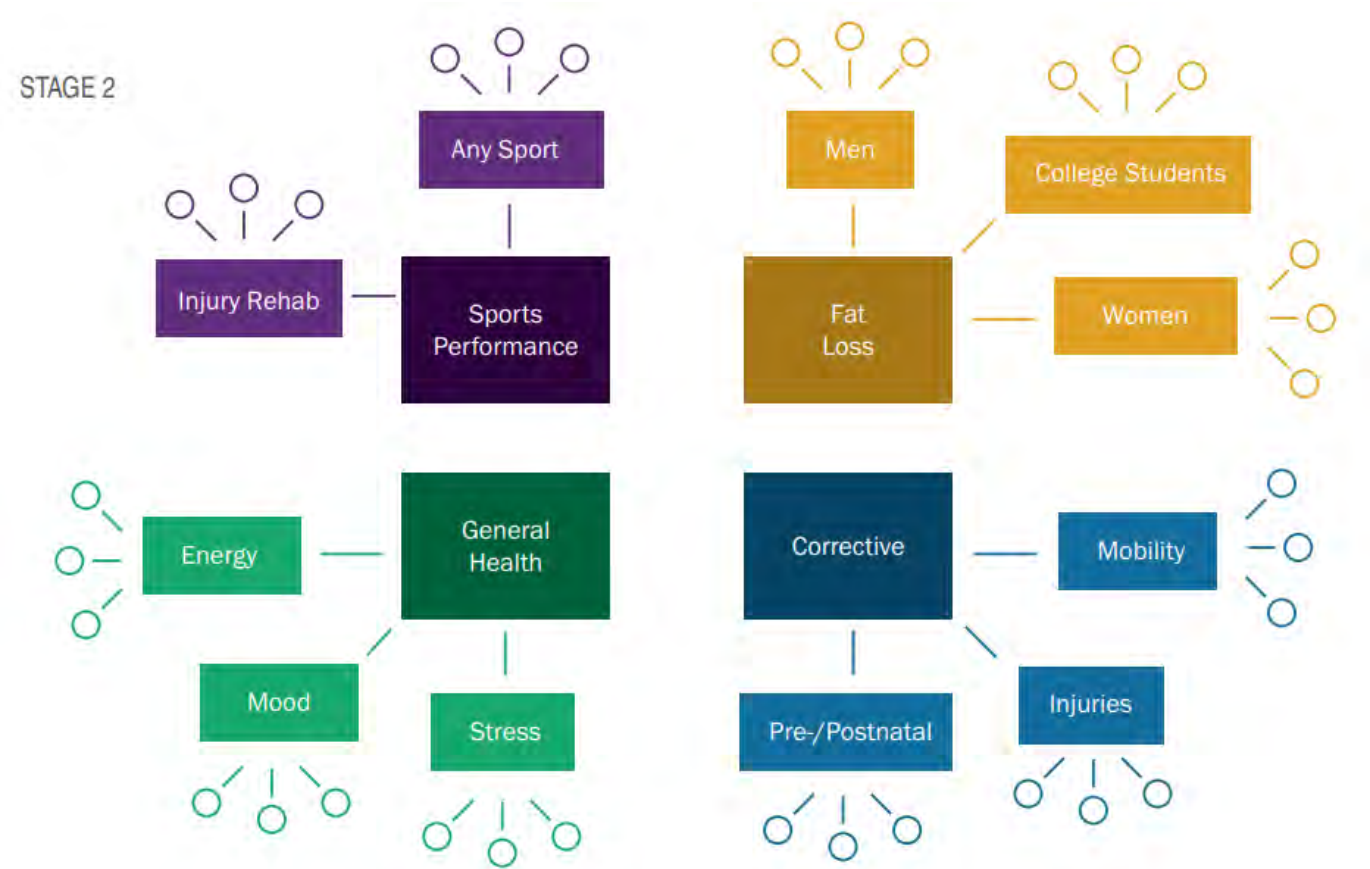 STAGE 2
Any Sport
Injury Rehab
Sports
Performance
Men
College Students
Fat
Loss
Women
Energy
General
Health
Mood
Stress
Corrective
Mobility
Pre-/Postnatal
Injuries